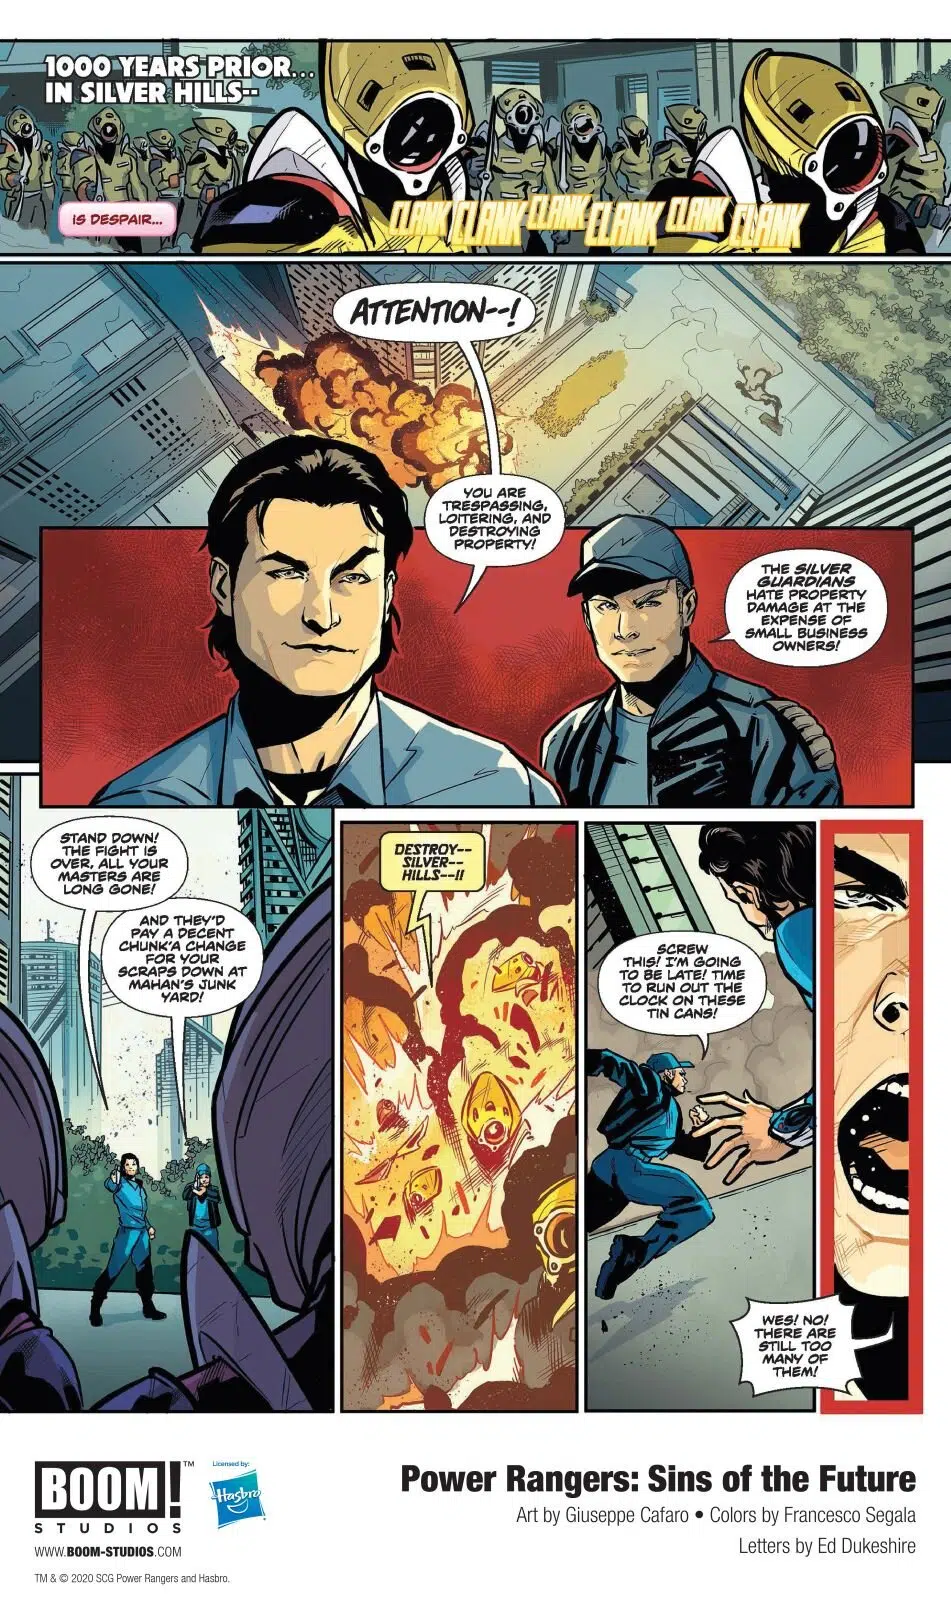 1000 YEARS PRIOR...
IN SILVER HILLS--
IS DESPAIR...
CLANK CLANK CLANK CLANK CLANK CLANK
ATTENTION--!
YOU ARE
TRESPASSING,
LOITERING, AND
DESTROYING
PROPERTY!
THE SILVER
GUARDIANS
HATE PROPERTY
DAMAGE AT THE
EXPENSE OF
SMALL BUSINESS
OWNERS!
STAND DOWN!
THE FIGHT IS
OVER, ALL YOUR
MASTERS ARE
LONG GONE!
AND THEY'D
PAY A DECENT
CHUNK'A CHANGE
FOR YOUR
SCRAPS DOWN AT
MAHAN'S JUNK
YARD!
DESTROY--
SILVER--
HILLS--!!
SCREW
THIS! I'M GOING
TO BE LATE! TIME
TO RUN OUT THE
CLOCK ON THESE
TIN CANS!
WES! NO!
THERE ARE
STILL TOO
MANY OF
THEM!
BOOM!™
STUDIOS
WWW.BOOM-STUDIOS.COM
Licensed by:
Hasbro
TM & © 2020 SCG Power Rangers and Hasbro.
Power Rangers: Sins of the Future
Art by Giuseppe Cafaro • Colors by Francesco Segala
Letters by Ed Dukeshire